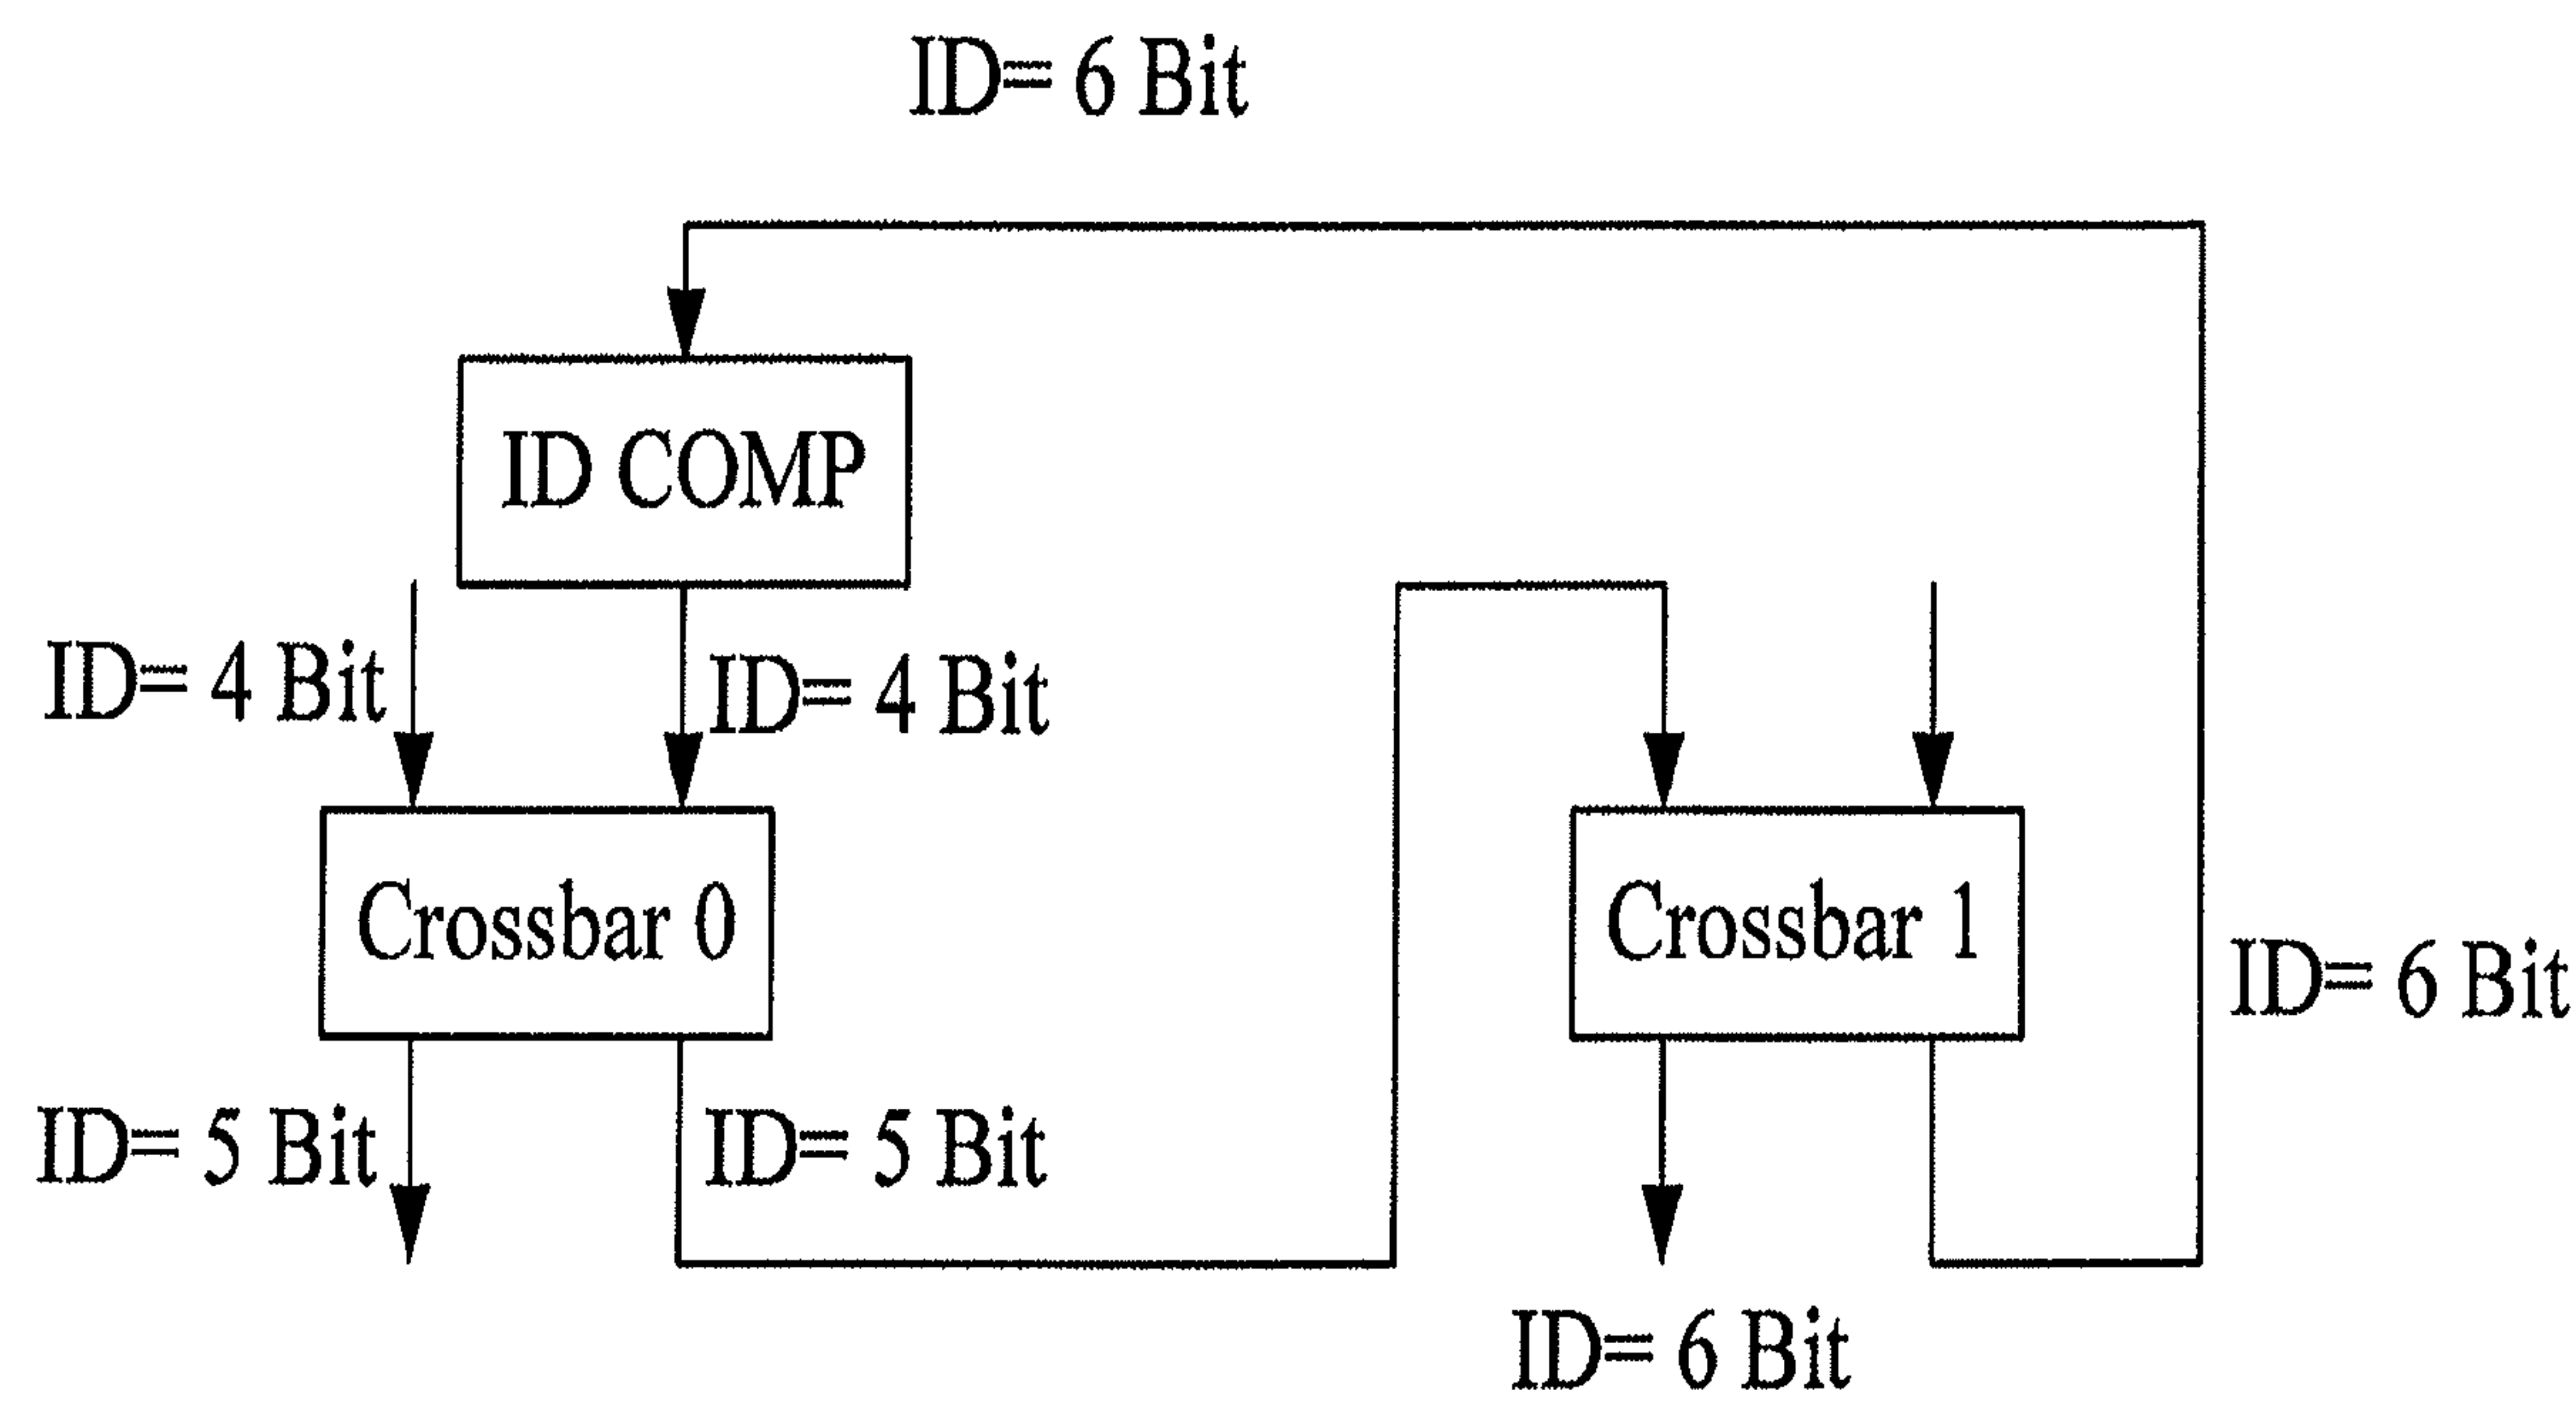 ID= 6 Bit
ID COMP
ID= 4 Bit
ID= 4 Bit
Crossbar 0
Crossbar 1
ID= 6 Bit
ID= 5 Bit
ID= 5 Bit
ID= 6 Bit